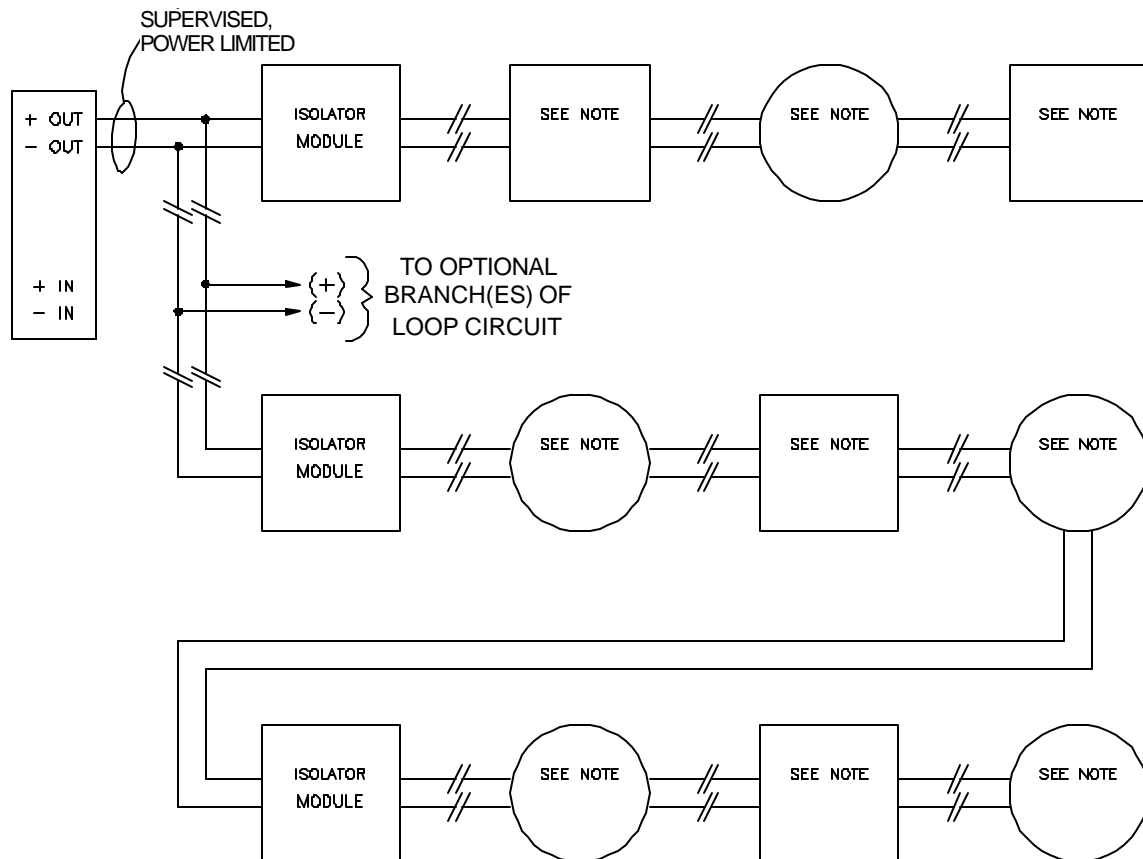 SUPERVISED,
POWER LIMITED
+ OUT
− OUT
+ IN
− IN
ISOLATOR
MODULE
SEE NOTE
SEE NOTE
SEE NOTE
{+}
{−}
TO OPTIONAL
BRANCH(ES) OF
LOOP CIRCUIT
ISOLATOR
MODULE
SEE NOTE
SEE NOTE
SEE NOTE
ISOLATOR
MODULE
SEE NOTE
SEE NOTE
SEE NOTE